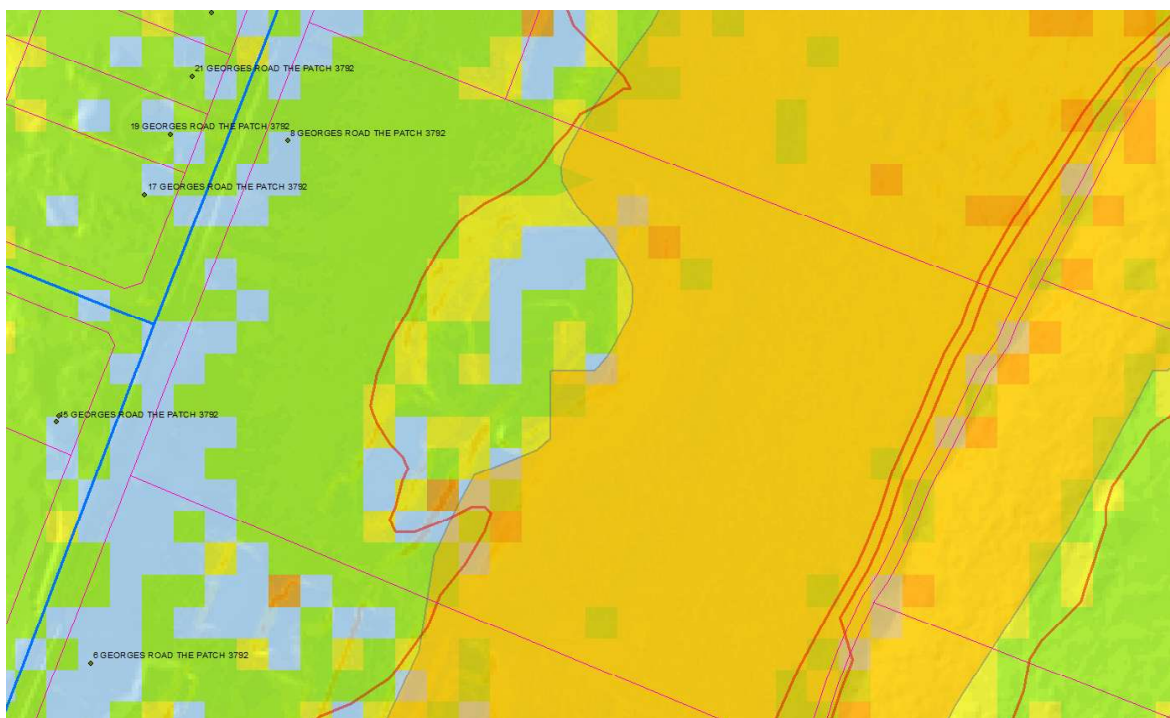 21 GEORGES ROAD THE PATCH 3792
19 GEORGES ROAD THE PATCH 3792
8 GEORGES ROAD THE PATCH 3792
17 GEORGES ROAD THE PATCH 3792
GEORGES ROAD THE PATCH 3792
6 GEORGES ROAD THE PATCH 3792